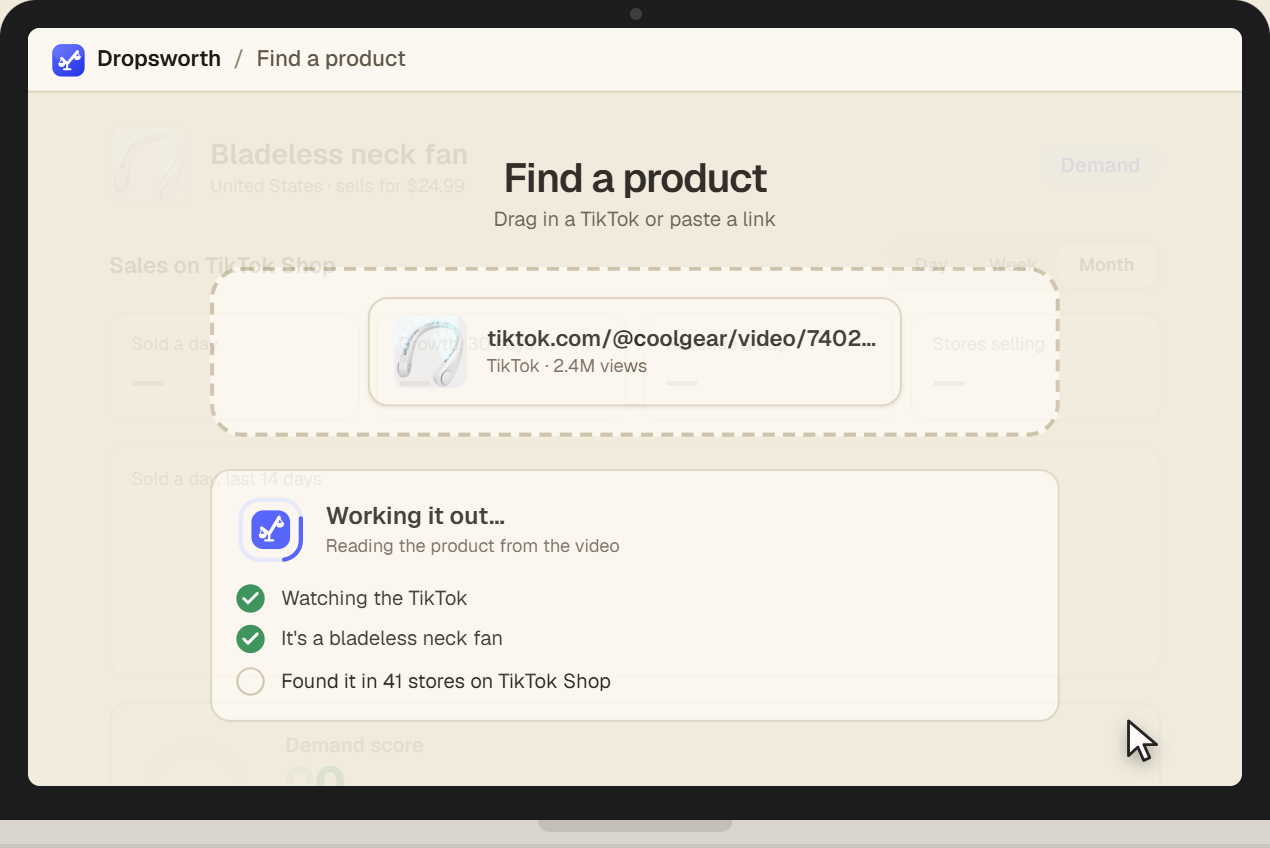 Dropsworth / Find a product
Bladeless neck fan
United States · sells for $24.99
Demand
Find a product
Drag in a TikTok or paste a link
Sales on TikTok Shop
Day
Week
Month
Sold a day
Stores selling
tiktok.com/@coolgear/video/7402...
TikTok · 2.4M views
Sold a day, last 14 days
Working it out...
Reading the product from the video
Watching the TikTok
It's a bladeless neck fan
Found it in 41 stores on TikTok Shop
Demand score